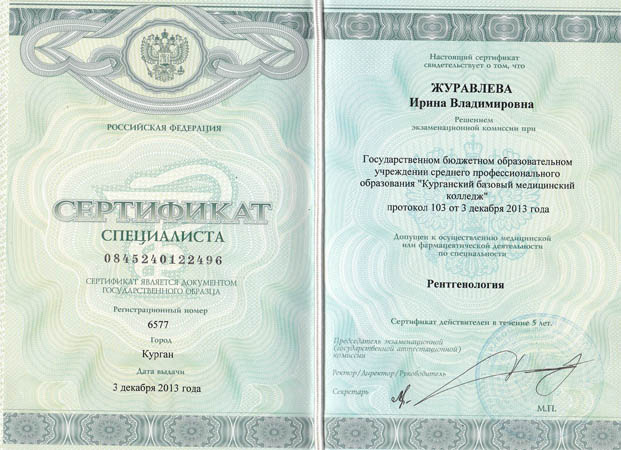 РОССИЙСКАЯ ФЕДЕРАЦИЯ
СЕРТИФИКАТ
СПЕЦИАЛИСТА
0845240122496
СЕРТИФИКАТ ЯВЛЯЕТСЯ ДОКУМЕНТОМ
ГОСУДАРСТВЕННОГО ОБРАЗЦА
Регистрационный номер
6577
Город
Курган
Дата выдачи
3 декабря 2013 года
Настоящий сертификат
свидетельствует о том, что
ЖУРАВЛЕВА
Ирина Владимировна
Решением
экзаменационной комиссии при
Государственном бюджетном образовательном
учреждении среднего профессионального
образования "Курганский базовый медицинский
колледж"
протокол 103 от 3 декабря 2013 года
Допущен к осуществлению медицинской
или фармацевтической деятельности
по специальности
Рентгенология
Сертификат действителен в течение 5 лет.
Председатель экзаменационной
(государственной аттестационной)
комиссии
Ректор/Директор/Руководитель
Секретарь
М.П.